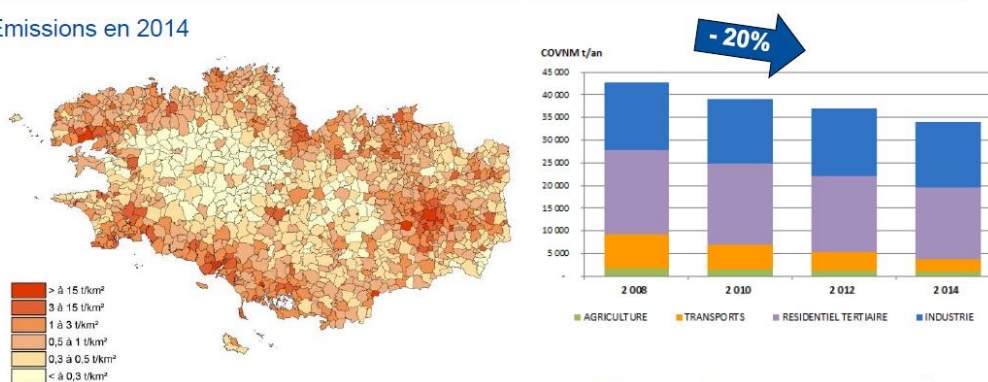 Emissions en 2014
> à 15 t/km²
3 à 15 t/km²
1 à 3 t/km²
0,5 à 1 t/km²
0,3 à 0,5 t/km²
< à 0,3 t/km²
- 20%
COVNM t/an
45 000
40 000
35 000
30 000
25 000
20 000
15 000
10 000
5 000
-
2 008 2 010 2 012 2 014
AGRICULTURE TRANSPORTS RESIDENTIEL TERTIAIRE INDUSTRIE